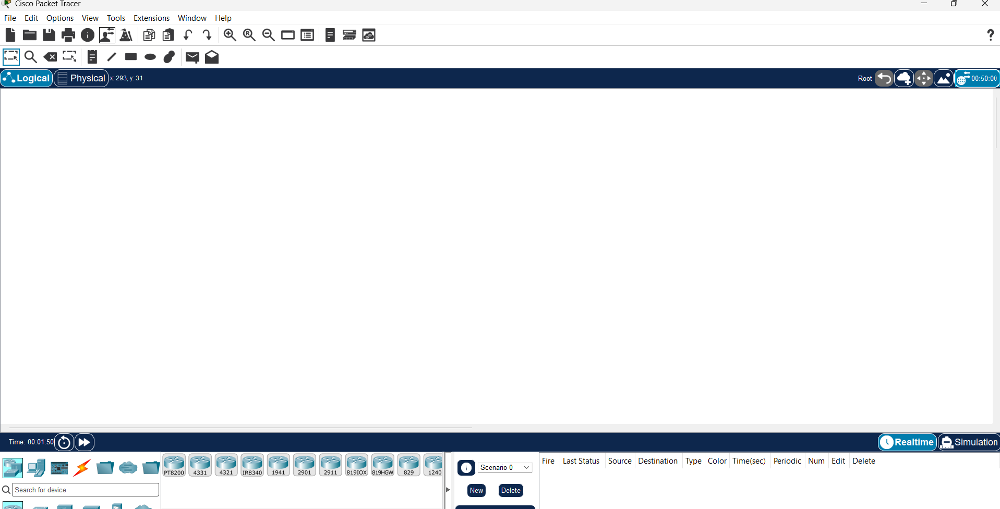 Cisco Packet Tracer
File Edit Options View Tools Extensions Window Help
Logical Physical x: 293, y: 31 Root 00:50:00
Time: 00:01:50 Realtime Simulation
PT8200 4331 4321 IR8340 1941 2901 2911 819IOX 819HGW 829 1240
Scenario 0
Fire Last Status Source Destination Type Color Time(sec) Periodic Num Edit Delete
Search for device
New Delete